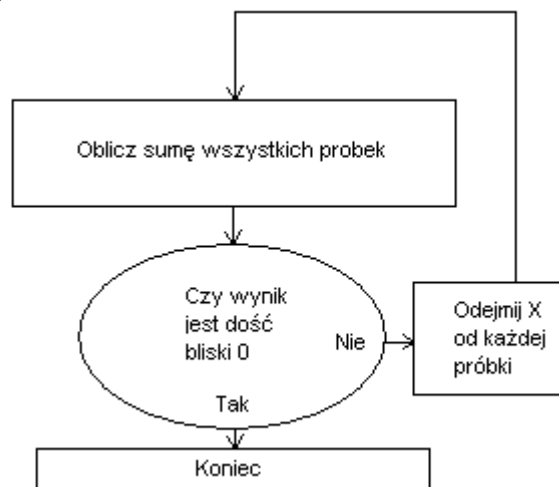 Oblicz sumę wszystkich probek
Czy wynik
jest dość
bliski 0
Nie
Odejmij X
od każdej
próbki
Tak
Koniec